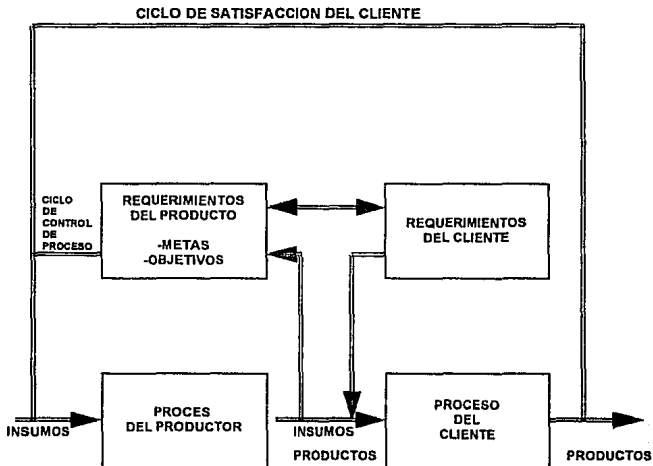 CICLO DE SATISFACCION DEL CLIENTE
CICLO
DE
CONTROL
DE
PROCESO
REQUERIMIENTOS
DEL PRODUCTO
-METAS
-OBJETIVOS
REQUERIMIENTOS
DEL CLIENTE
INSUMOS
PROCES
DEL PRODUCTOR
INSUMOS
PRODUCTOS
PROCESO
DEL
CLIENTE
PRODUCTOS